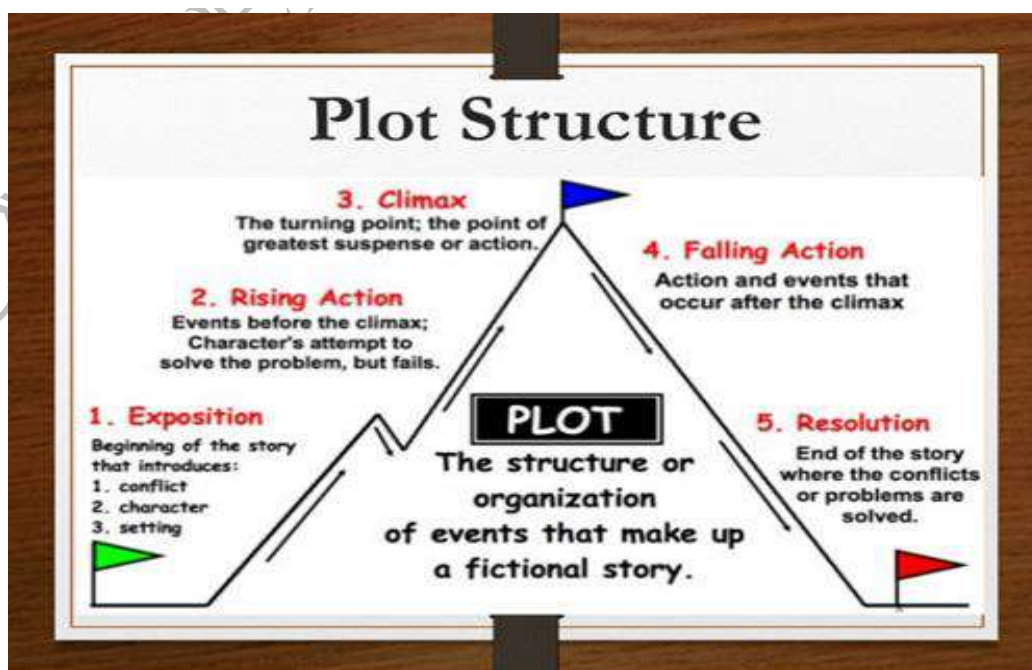 Plot Structure
3. Climax
The turning point; the point of
greatest suspense or action.
4. Falling Action
Action and events that
occur after the climax
2. Rising Action
Events before the climax;
Character's attempt to
solve the problem, but fails.
1. Exposition
Beginning of the story
that introduces:
1. conflict
2. character
3. setting
PLOT
The structure or
organization
of events that make up
a fictional story.
5. Resolution
End of the story
where the conflicts
or problems are
solved.